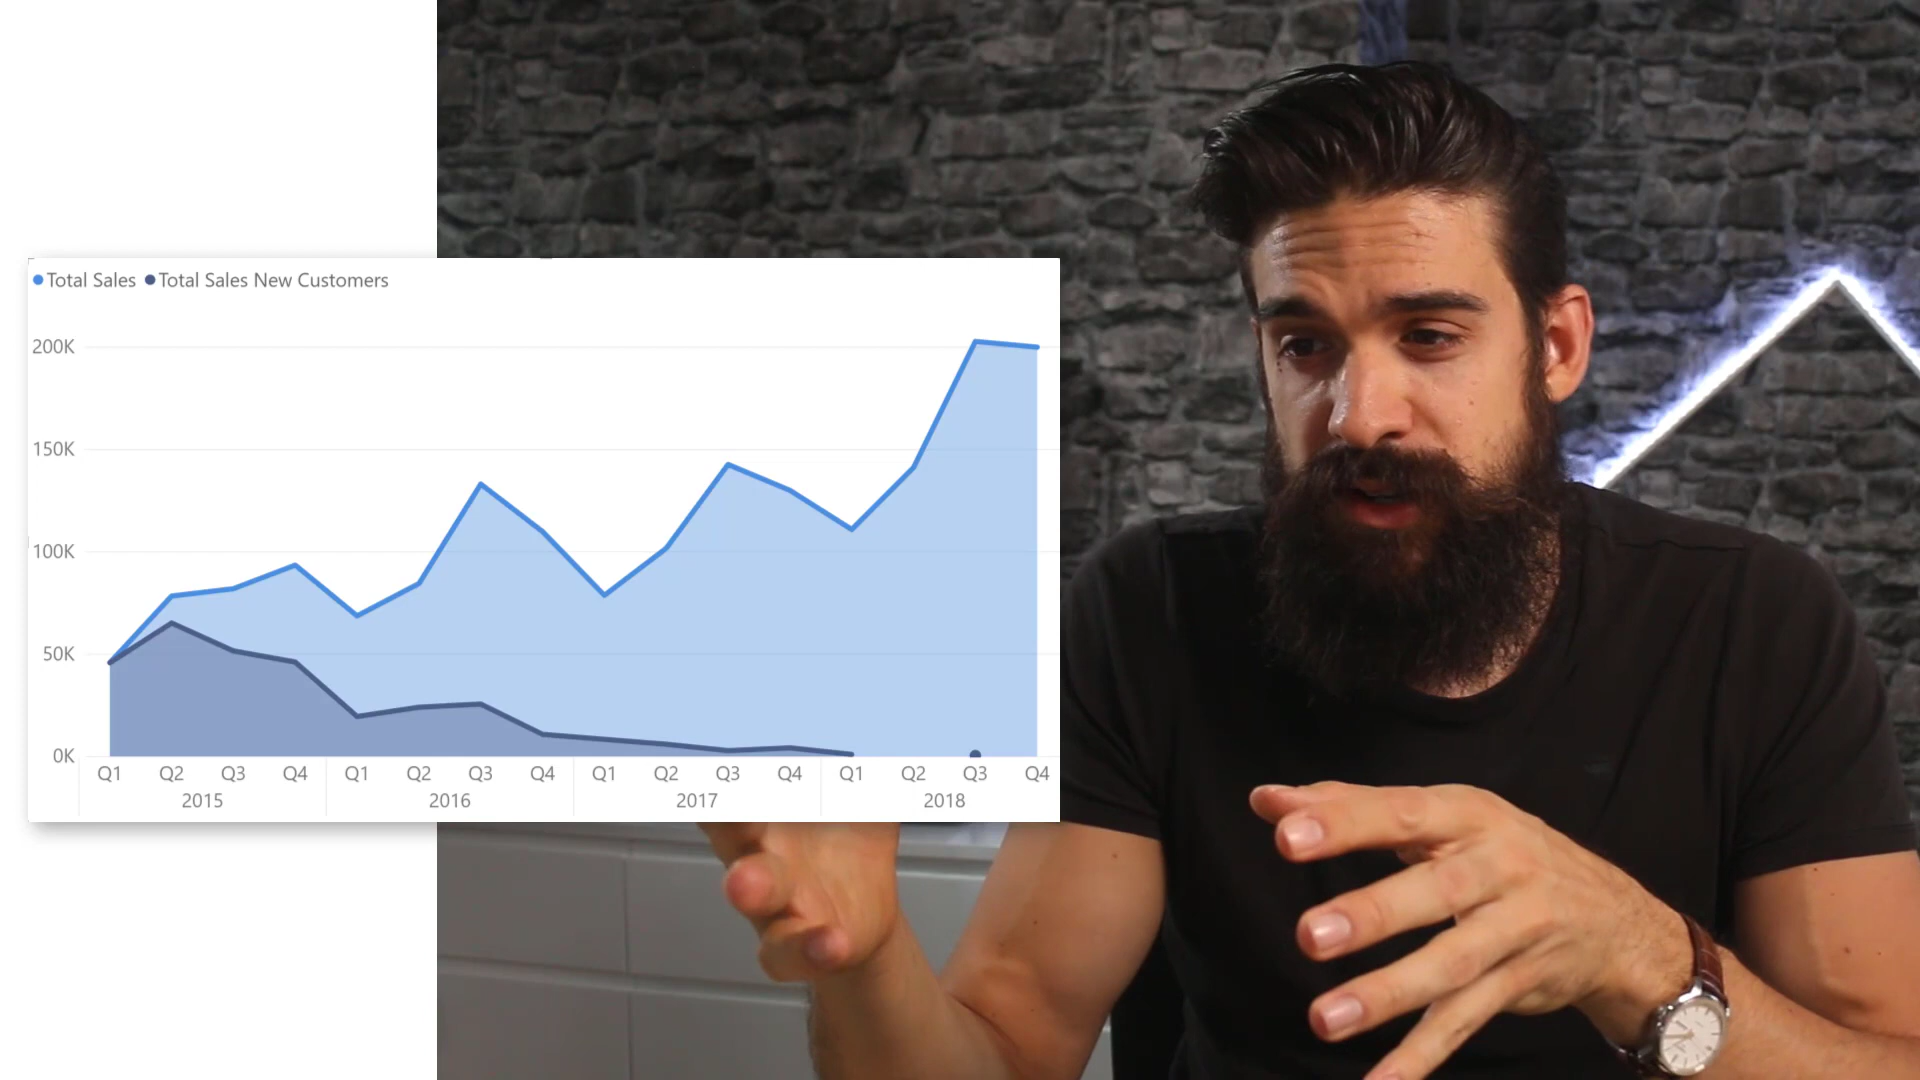 Total Sales Total Sales New Customers
200K
150K
100K
50K
0K
Q1 Q2 Q3 Q4 Q1 Q2 Q3 Q4 Q1 Q2 Q3 Q4 Q1 Q2 Q3 Q4
2015 2016 2017 2018